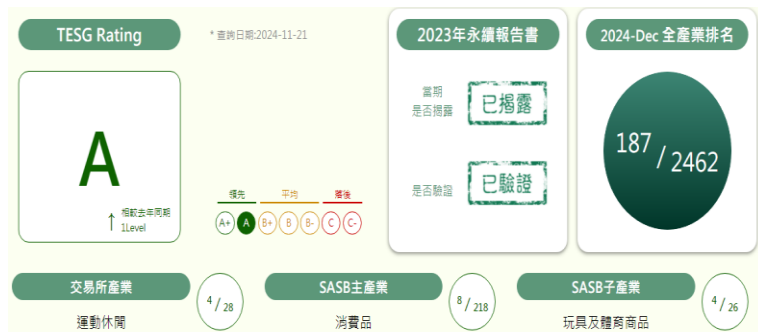 TESG Rating
* 查詢日期:2024-11-21
A
↑ 相較去年同期
1Level
領先 平均 落後
A+ A B+ B B- C C-
2023年永續報告書
當期
是否揭露
已揭露
是否驗證
已驗證
2024-Dec 全產業排名
187 / 2462
交易所產業
4 / 28
運動休閒
SASB主產業
8 / 218
消費品
SASB子產業
4 / 26
玩具及體育商品